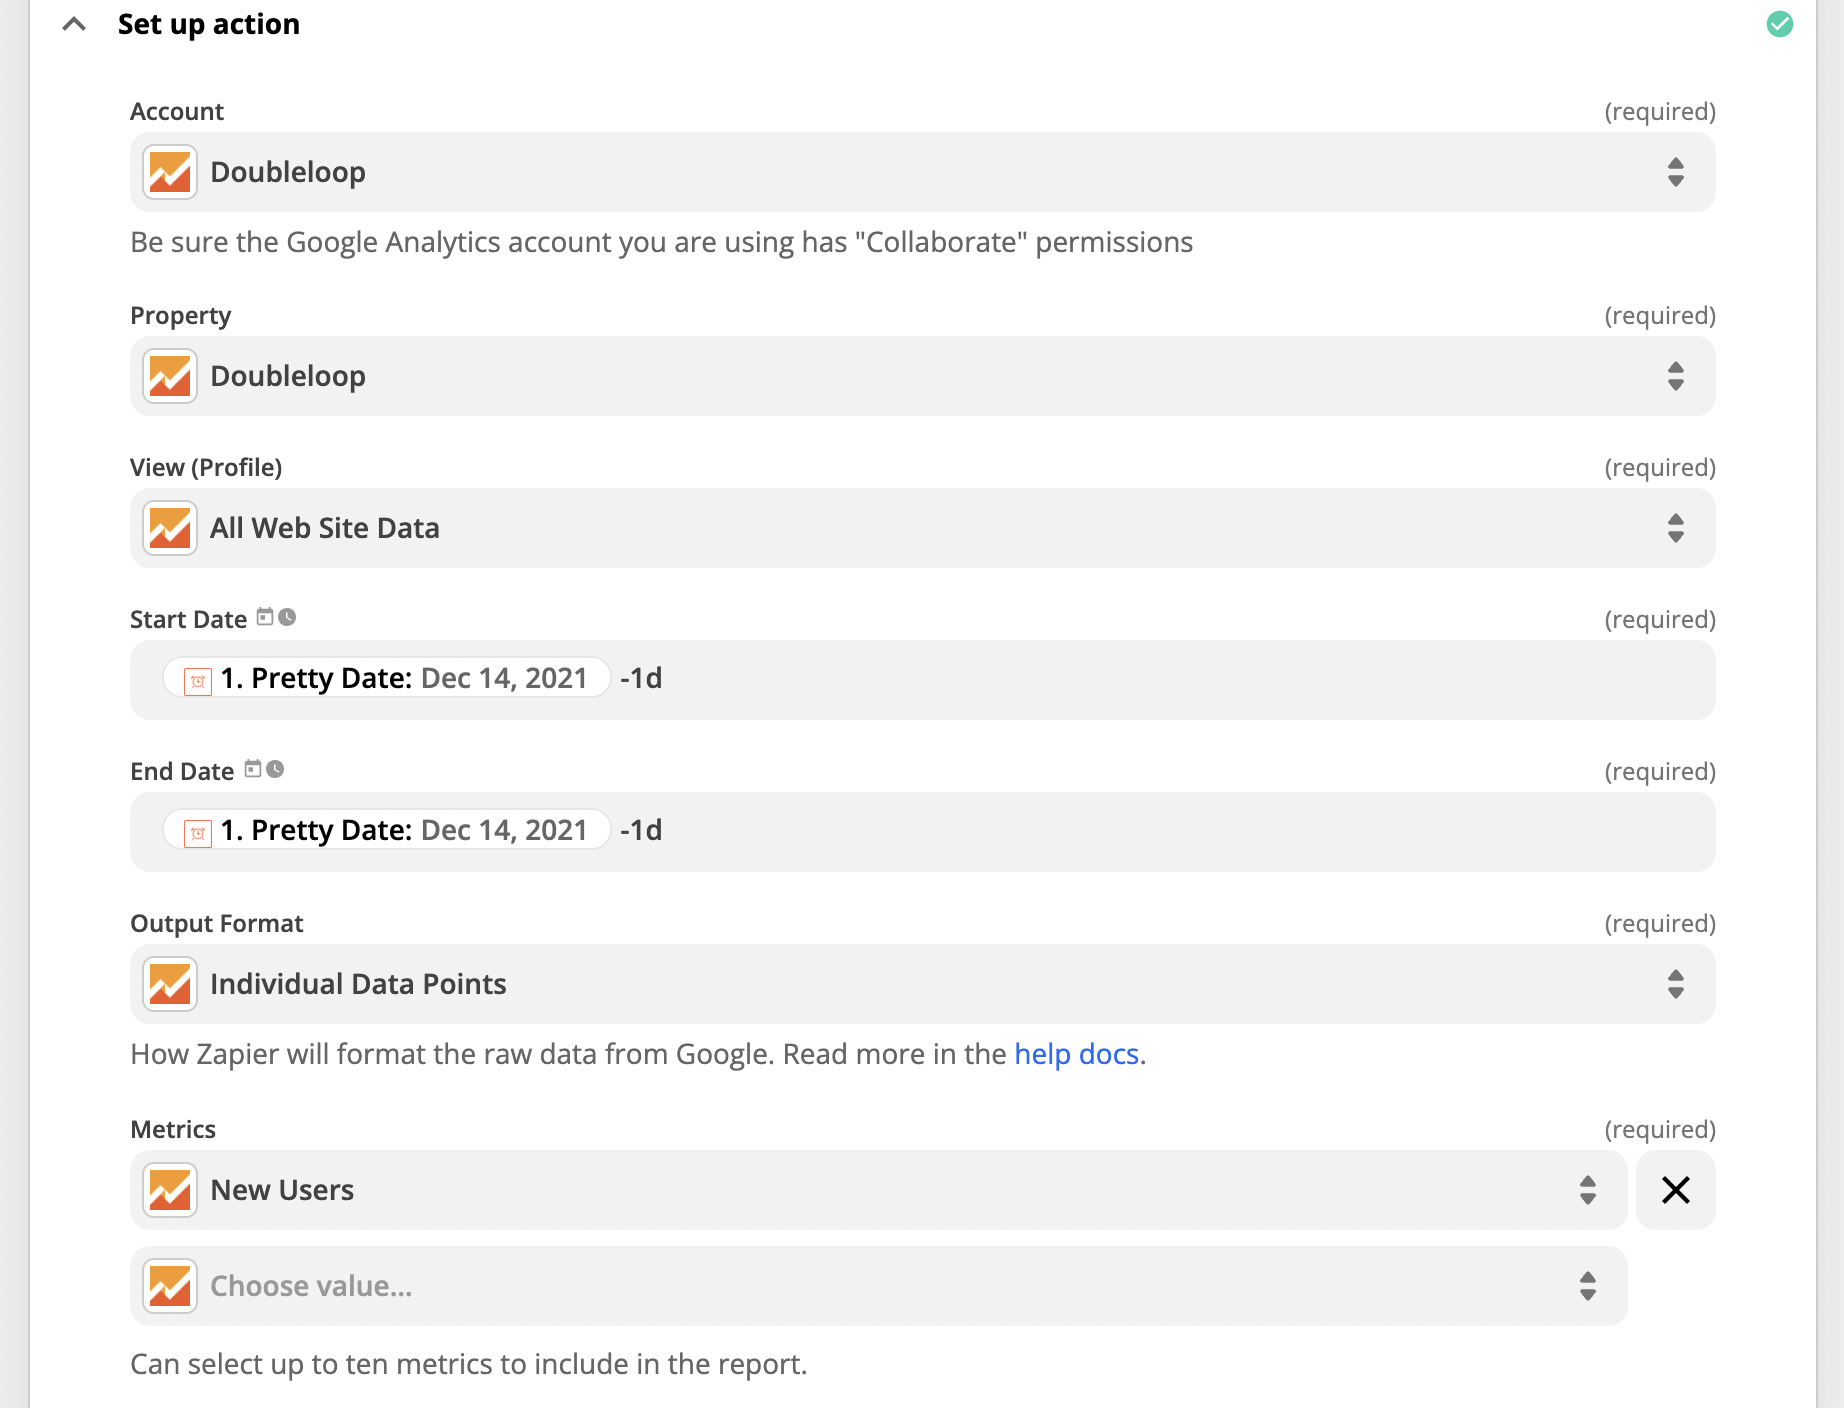 Set up action
Account (required)
Doubleloop
Be sure the Google Analytics account you are using has "Collaborate" permissions
Property (required)
Doubleloop
View (Profile) (required)
All Web Site Data
Start Date (required)
1. Pretty Date: Dec 14, 2021 -1d
End Date (required)
1. Pretty Date: Dec 14, 2021 -1d
Output Format (required)
Individual Data Points
How Zapier will format the raw data from Google. Read more in the help docs.
Metrics (required)
New Users
Choose value...
Can select up to ten metrics to include in the report.